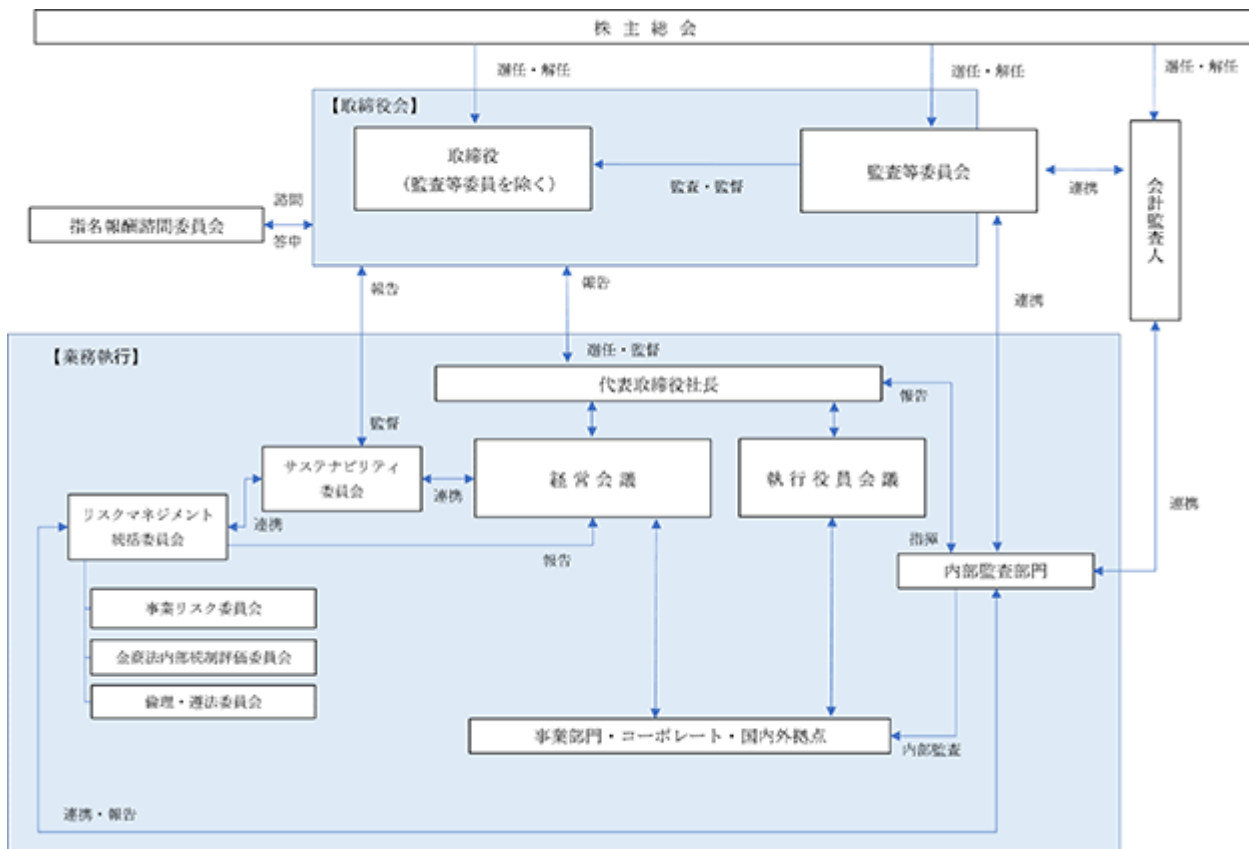 株主総会
選任・解任
選任・解任
選任・解任
【取締役会】
取締役
（監査等委員を除く）
監査・監督
監査等委員会
連携
会計監査人
諮問
指名報酬諮問委員会
答申
報告
報告
連携
【業務執行】
選任・監督
代表取締役社長
報告
監督
サステナビリティ
委員会
連携
経営会議
執行役員会議
連携
リスクマネジメント
統括委員会
連携
報告
指揮
内部監査部門
事業リスク委員会
金商法内部統制評価委員会
倫理・遵法委員会
事業部門・コーポレート・国内外拠点
内部監査
連携・報告